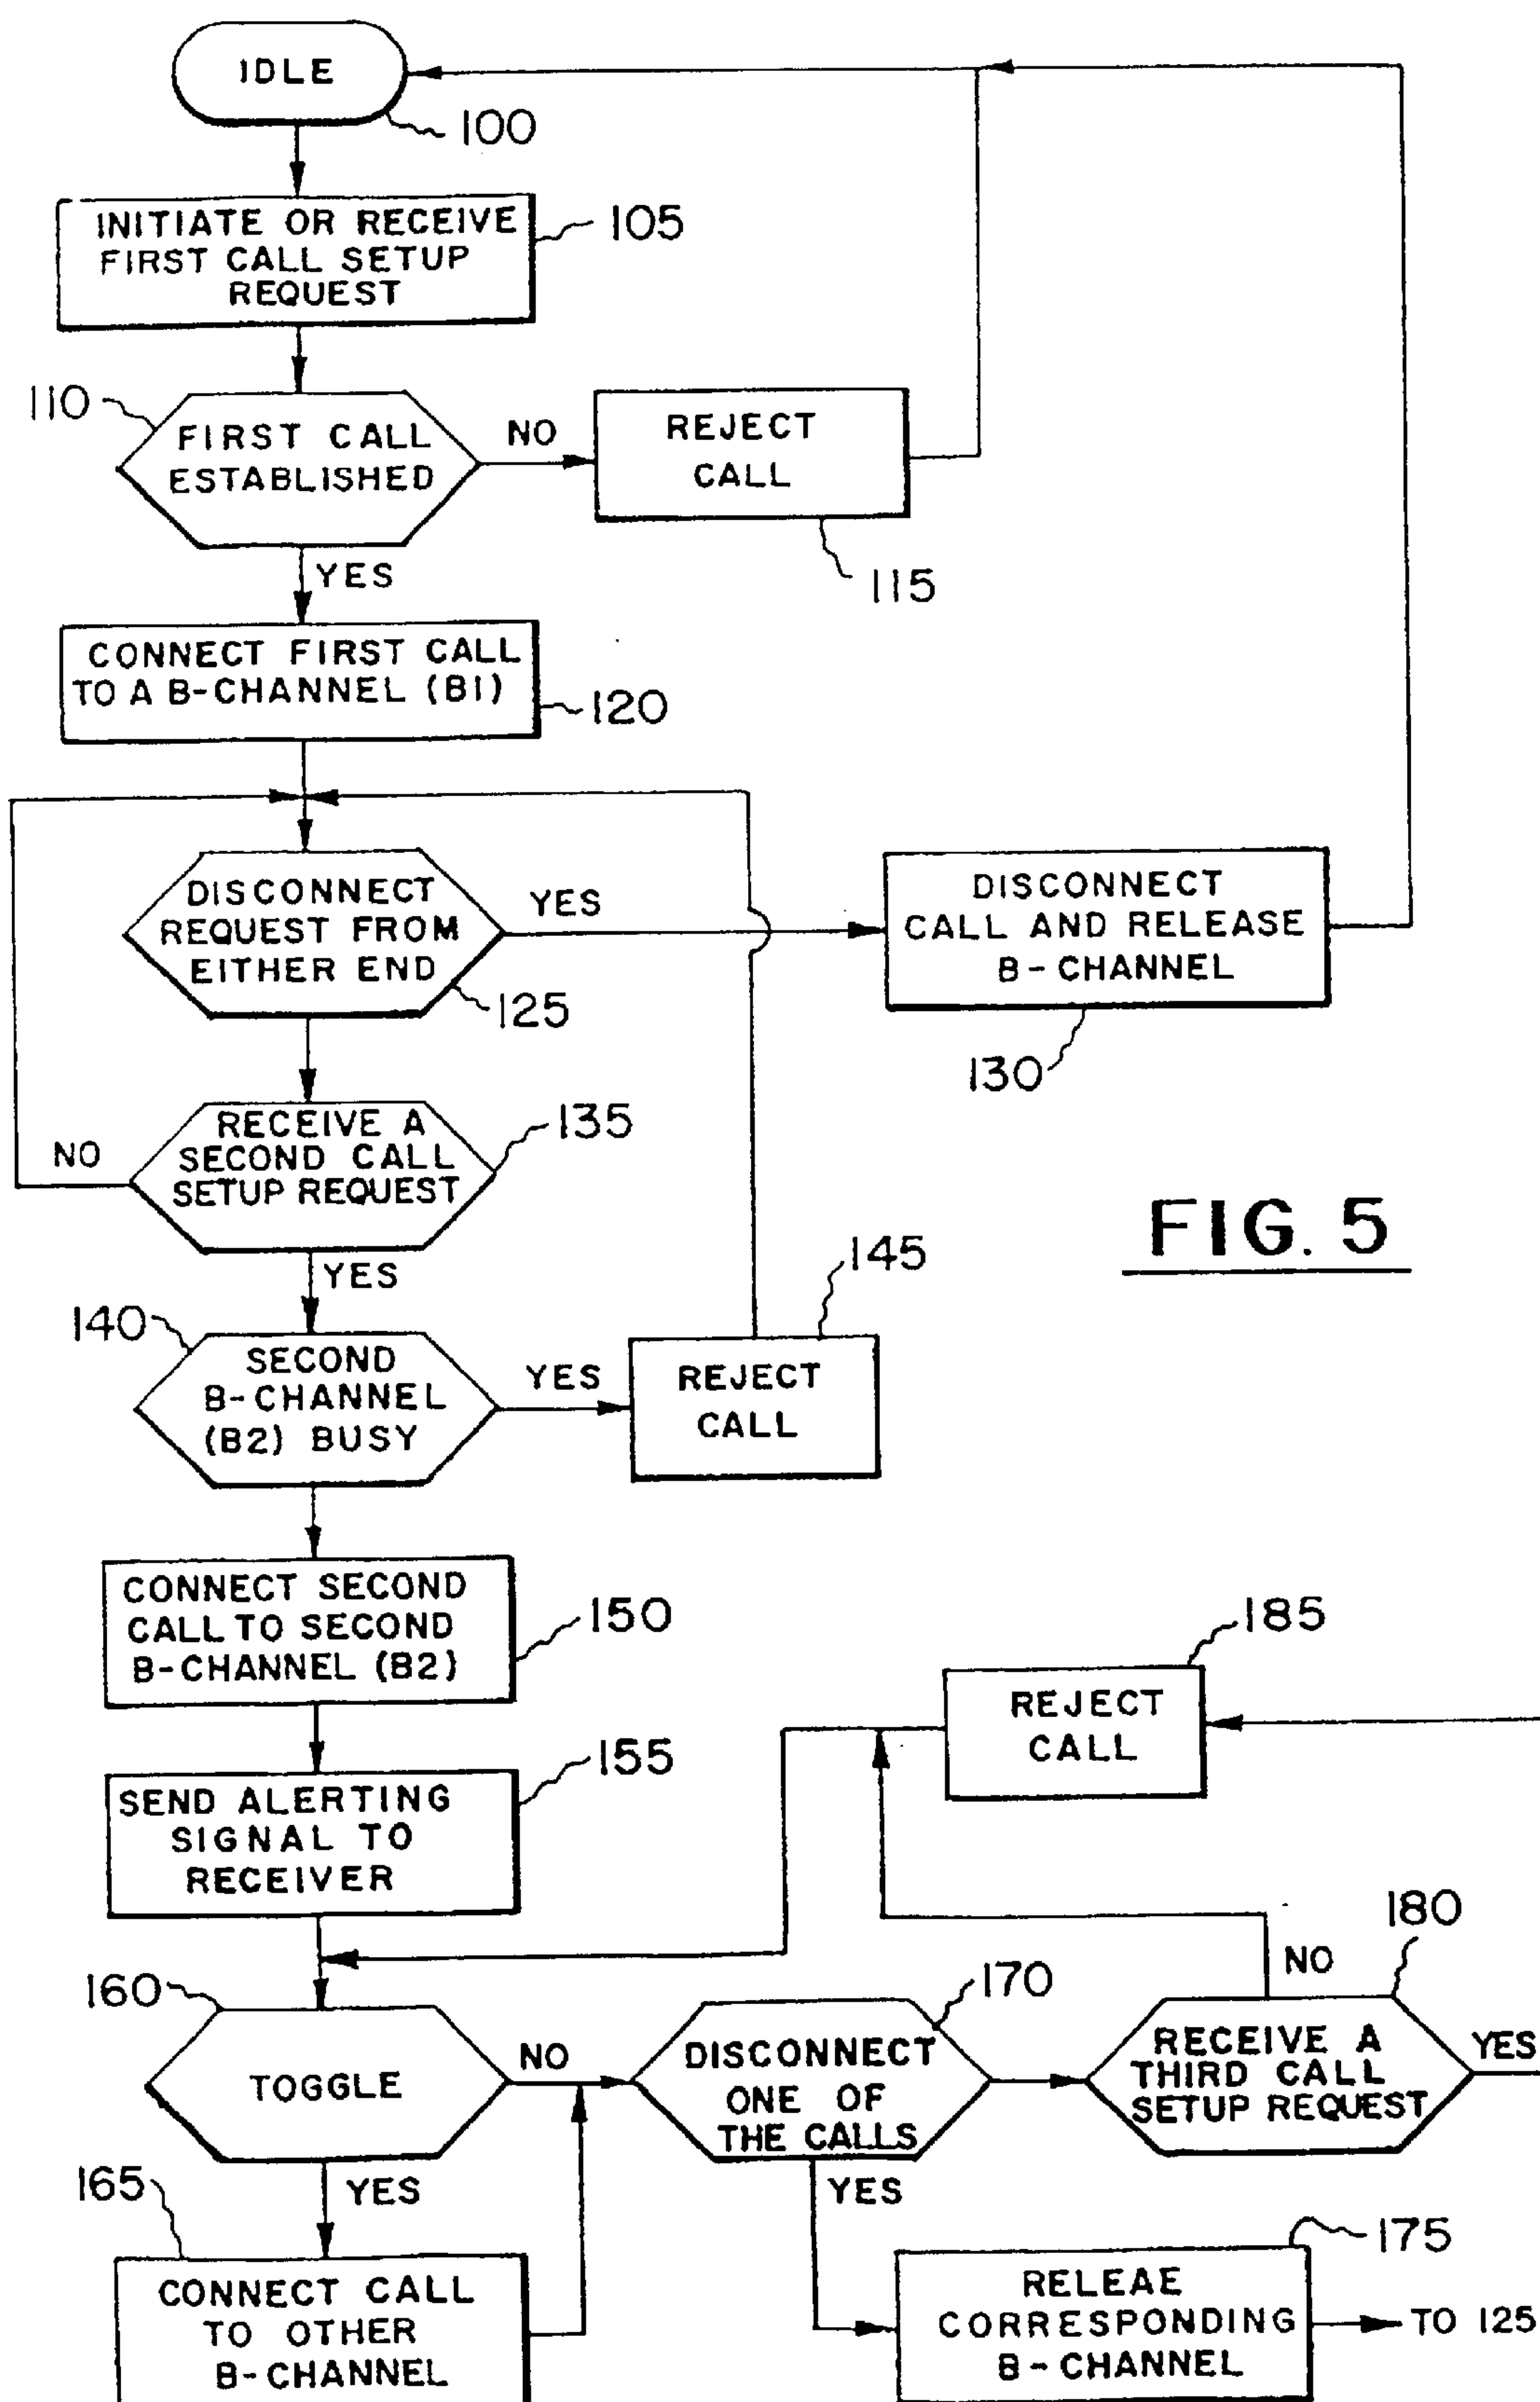 IDLE
100
INITIATE OR RECEIVE
FIRST CALL SETUP
REQUEST
105
110
FIRST CALL
ESTABLISHED
NO
REJECT
CALL
115
YES
CONNECT FIRST CALL
TO A B-CHANNEL (B1)
120
DISCONNECT
REQUEST FROM
EITHER END
125
YES
DISCONNECT
CALL AND RELEASE
B-CHANNEL
130
RECEIVE A
SECOND CALL
SETUP REQUEST
135
NO
YES
FIG. 5
140
SECOND
B-CHANNEL
(B2) BUSY
YES
145
REJECT
CALL
CONNECT SECOND
CALL TO SECOND
B-CHANNEL (B2)
150
185
REJECT
CALL
SEND ALERTING
SIGNAL TO
RECEIVER
155
160
TOGGLE
NO
YES
170
DISCONNECT
ONE OF
THE CALLS
YES
180
NO
RECEIVE A
THIRD CALL
SETUP REQUEST
YES
165
CONNECT CALL
TO OTHER
B-CHANNEL
175
RELEAE
CORRESPONDING
B-CHANNEL
TO 125